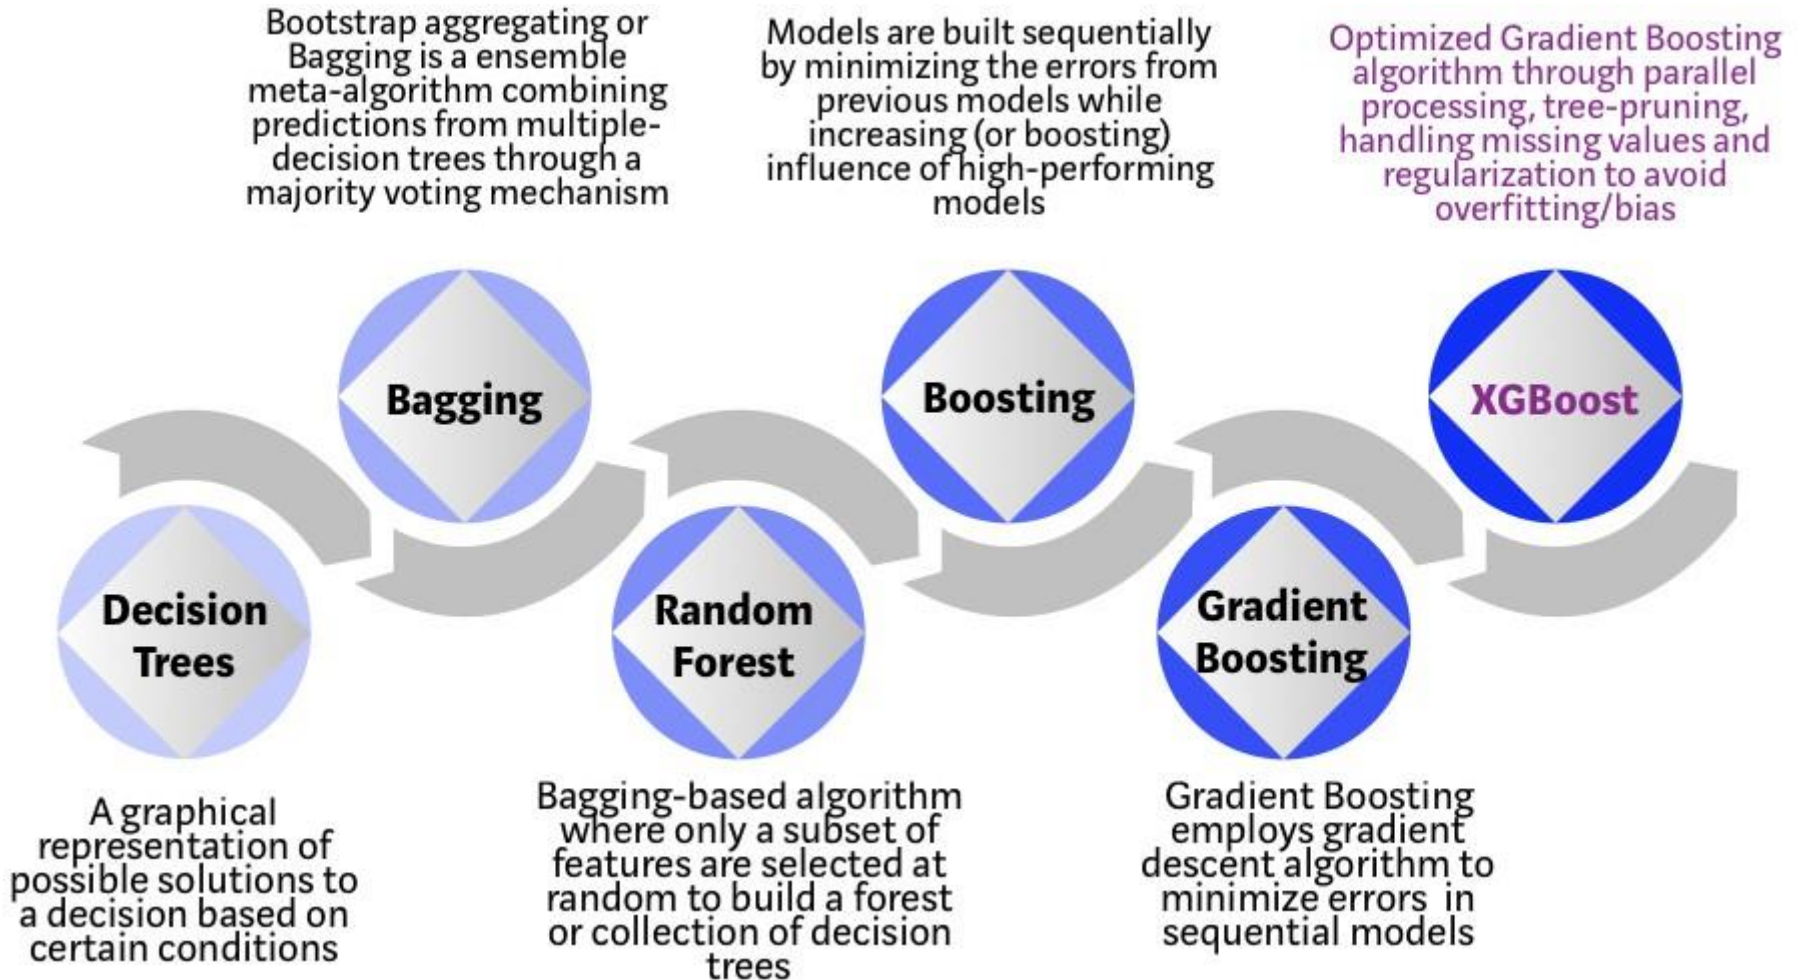 Bootstrap aggregating or
Bagging is a ensemble
meta-algorithm combining
predictions from multiple-
decision trees through a
majority voting mechanism
Models are built sequentially
by minimizing the errors from
previous models while
increasing (or boosting)
influence of high-performing
models
Optimized Gradient Boosting
algorithm through parallel
processing, tree-pruning,
handling missing values and
regularization to avoid
overfitting/bias
Bagging
Boosting
XGBoost
Decision
Trees
Random
Forest
Gradient
Boosting
A graphical
representation of
possible solutions to
a decision based on
certain conditions
Bagging-based algorithm
where only a subset of
features are selected at
random to build a forest
or collection of decision
trees
Gradient Boosting
employs gradient
descent algorithm to
minimize errors in
sequential models